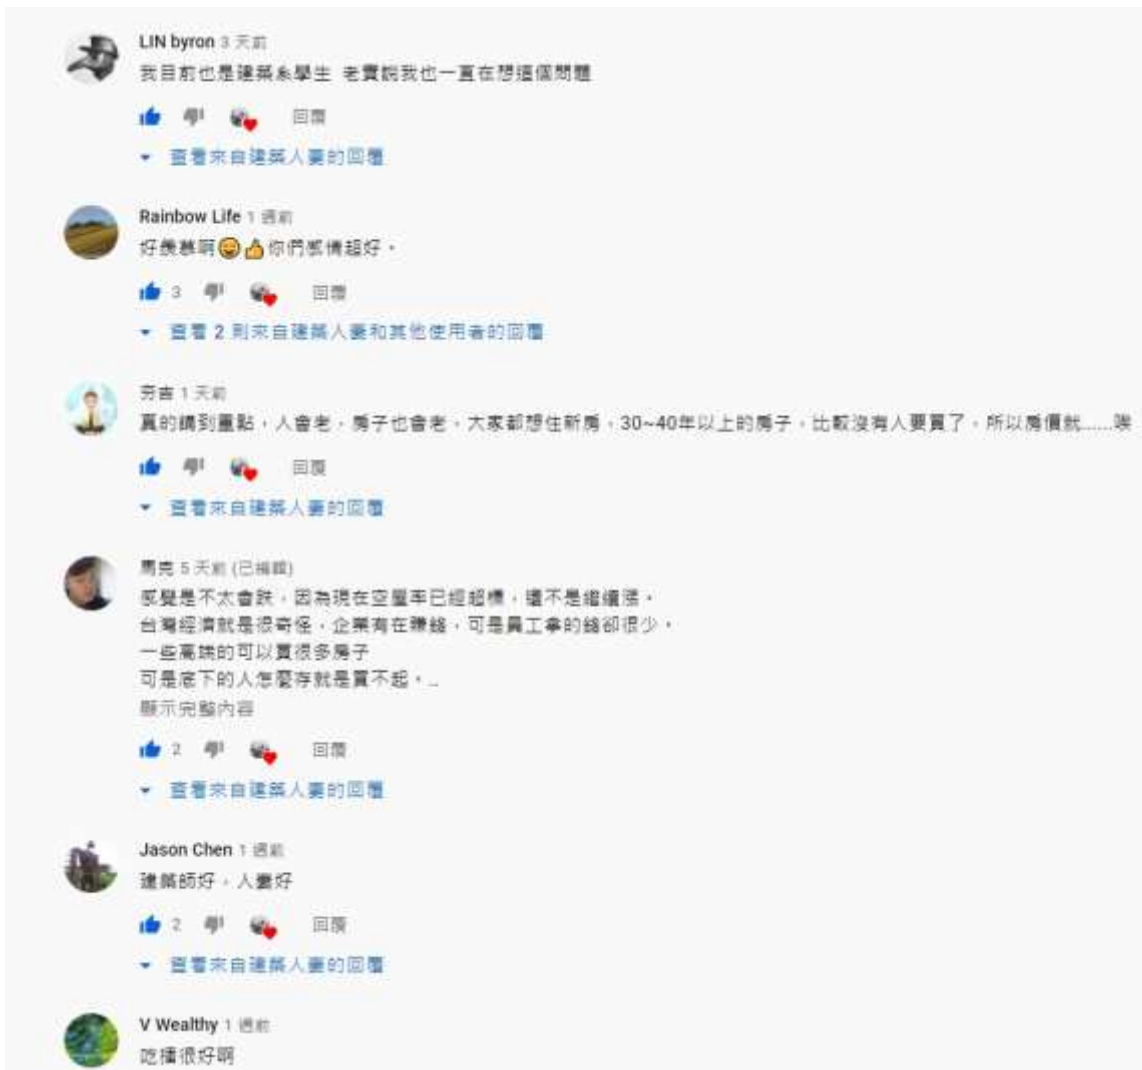 LIN byron 3 天前
我目前也是建築系學生 老實說我也一直在想這個問題
回覆
查看來自建築人妻的回覆
Rainbow Life 1 週前
好羨慕啊😄👍你們感情超好。
3 回覆
查看 2 則來自建築人妻和其他使用者的回覆
夯吉 1 天前
真的講到重點，人會老，房子也會老，大家都想住新房，30~40年以上的房子，比較沒有人要買了，所以房價就......唉
回覆
查看來自建築人妻的回覆
馬克 5 天前 (已編輯)
感覺是不太會跌，因為現在空屋率已經超標，還不是繼續漲。
台灣經濟就是很奇怪，企業有在賺錢，可是員工拿的錢卻很少。
一些高端的可以買很多房子
可是底下的人怎麼存就是買不起。...
顯示完整內容
2 回覆
查看來自建築人妻的回覆
Jason Chen 1 週前
建築師好，人妻好
2 回覆
查看來自建築人妻的回覆
V Wealthy 1 週前
吃播很好啊